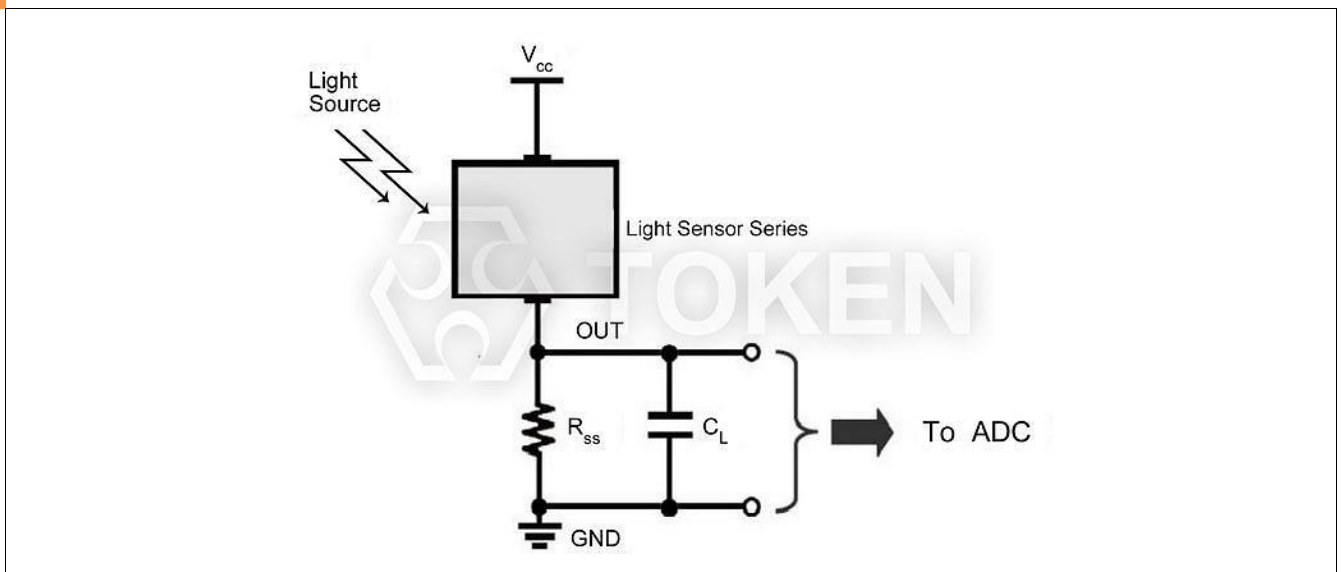 Vcc
Light
Source
Light Sensor Series
TOKEN
OUT
Rss
CL
To ADC
GND